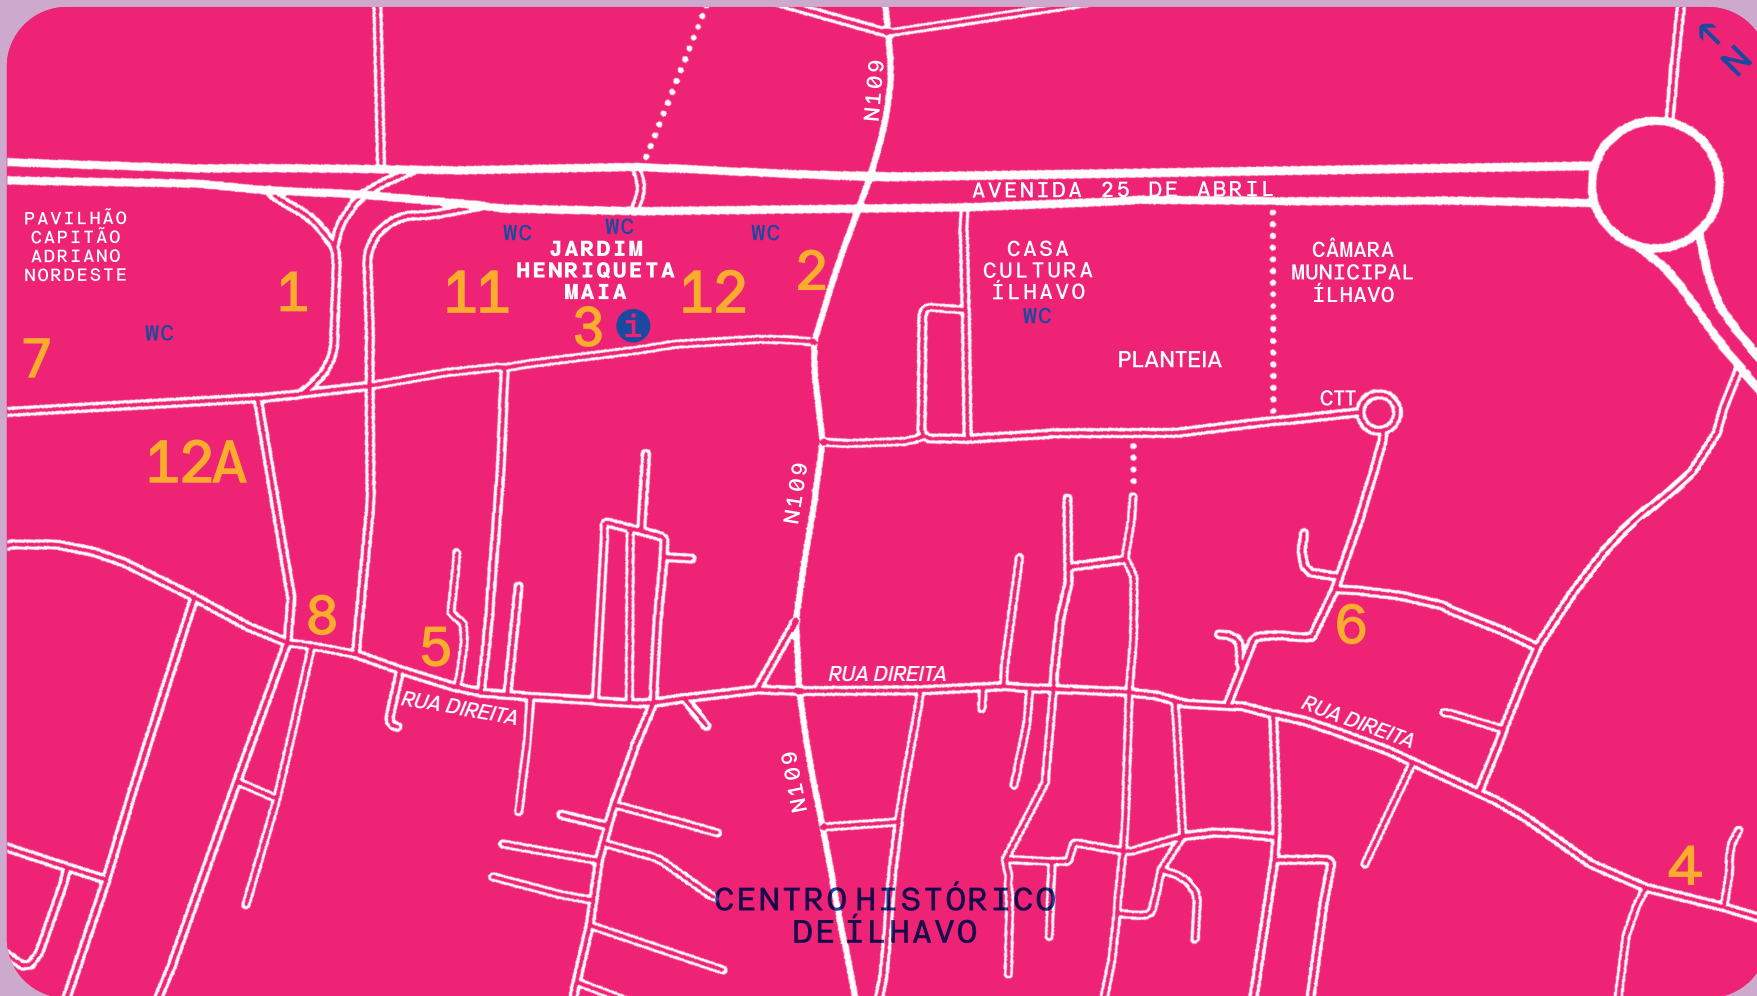 N
N109
AVENIDA 25 DE ABRIL
PAVILHÃO
CAPITÃO
ADRIANO
NORDESTE
WC
WC
WC
JARDIM
HENRIQUETA
MAIA
CASA
CULTURA
ÍLHAVO
WC
CÂMARA
MUNICIPAL
ÍLHAVO
1
11
12
2
3
i
7
WC
PLANTEIA
CTT
12A
N109
8
5
6
RUA DIREITA
RUA DIREITA
RUA DIREITA
N109
4
CENTRO HISTÓRICO
DE ÍLHAVO